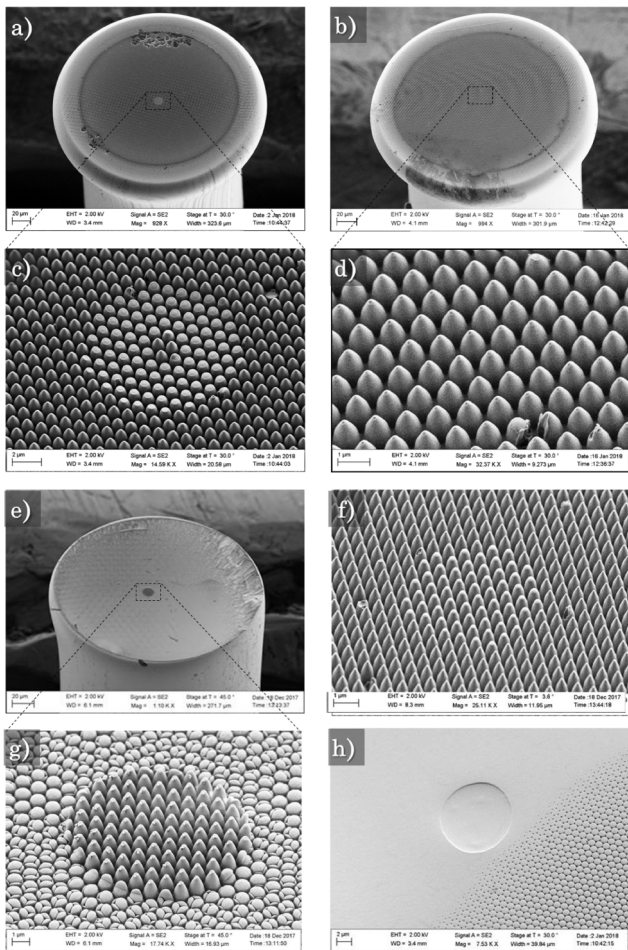 a)
20 µm EHT = 2.00 kV Signal A = SE2 Stage at T = 30.0 ° Date :2 Jan 2018
WD = 3.4 mm Mag = 928 X Width = 323.6 µm Time :10:44:37
b)
20 µm EHT = 2.00 kV Signal A = SE2 Stage at T = 30.0 ° Date :16 Jan 2018
WD = 4.1 mm Mag = 994 X Width = 301.9 µm Time :12:42:29
c)
2 µm EHT = 2.00 kV Signal A = SE2 Stage at T = 30.0 ° Date :2 Jan 2018
WD = 3.4 mm Mag = 14.59 K X Width = 20.58 µm Time :10:44:03
d)
1 µm EHT = 2.00 kV Signal A = SE2 Stage at T = 30.0 ° Date :16 Jan 2018
WD = 4.1 mm Mag = 32.37 K X Width = 9.273 µm Time :12:36:37
e)
20 µm EHT = 2.00 kV Signal A = SE2 Stage at T = 45.0 ° Date :18 Dec 2017
WD = 6.1 mm Mag = 1.10 K X Width = 271.7 µm
f)
1 µm EHT = 2.00 kV Signal A = SE2 Stage at T = 3.6 ° Date :18 Dec 2017
WD = 8.3 mm Mag = 25.11 K X Width = 11.95 µm Time :13:44:18
g)
1 µm EHT = 2.00 kV Signal A = SE2 Stage at T = 45.0 ° Date :18 Dec 2017
WD = 6.1 mm Mag = 17.74 K X Width = 16.93 µm Time :13:11:50
h)
2 µm EHT = 2.00 kV Signal A = SE2 Stage at T = 30.0 ° Date :2 Jan 2018
WD = 3.4 mm Mag = 7.53 K X Width = 39.84 µm Time :10:42:15